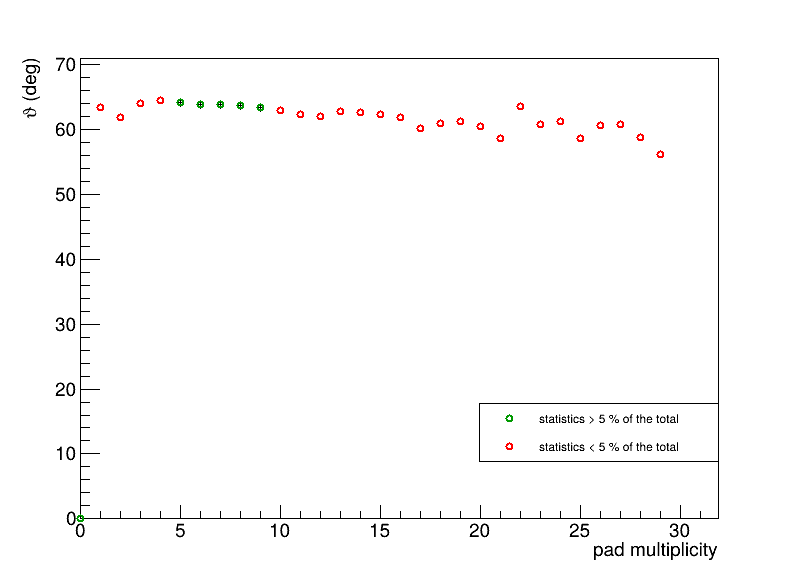 ϑ (deg)
70
60
50
40
30
20
10
0
0 5 10 15 20 25 30
pad multiplicity
statistics > 5 % of the total
statistics < 5 % of the total